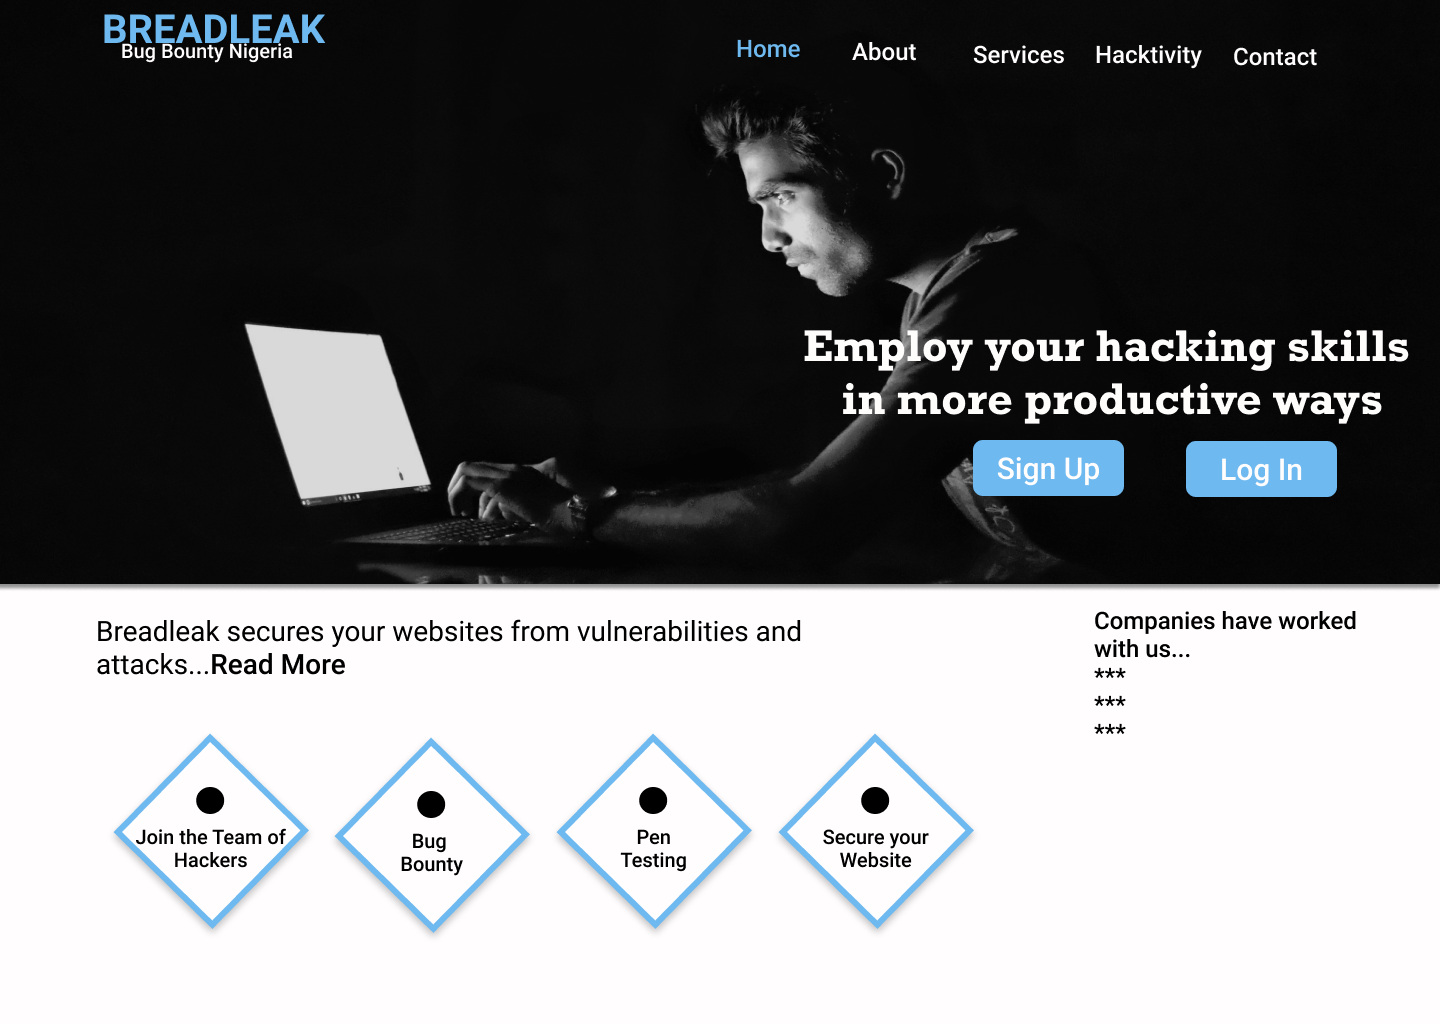 BREADLEAK
Bug Bounty Nigeria
Home
About
Services
Hacktivity
Contact
Employ your hacking skills
in more productive ways
Sign Up
Log In
Breadleak secures your websites from vulnerabilities and
attacks...Read More
Companies have worked
with us...
***
***
***
Join the Team of
Hackers
Bug
Bounty
Pen
Testing
Secure your
Website